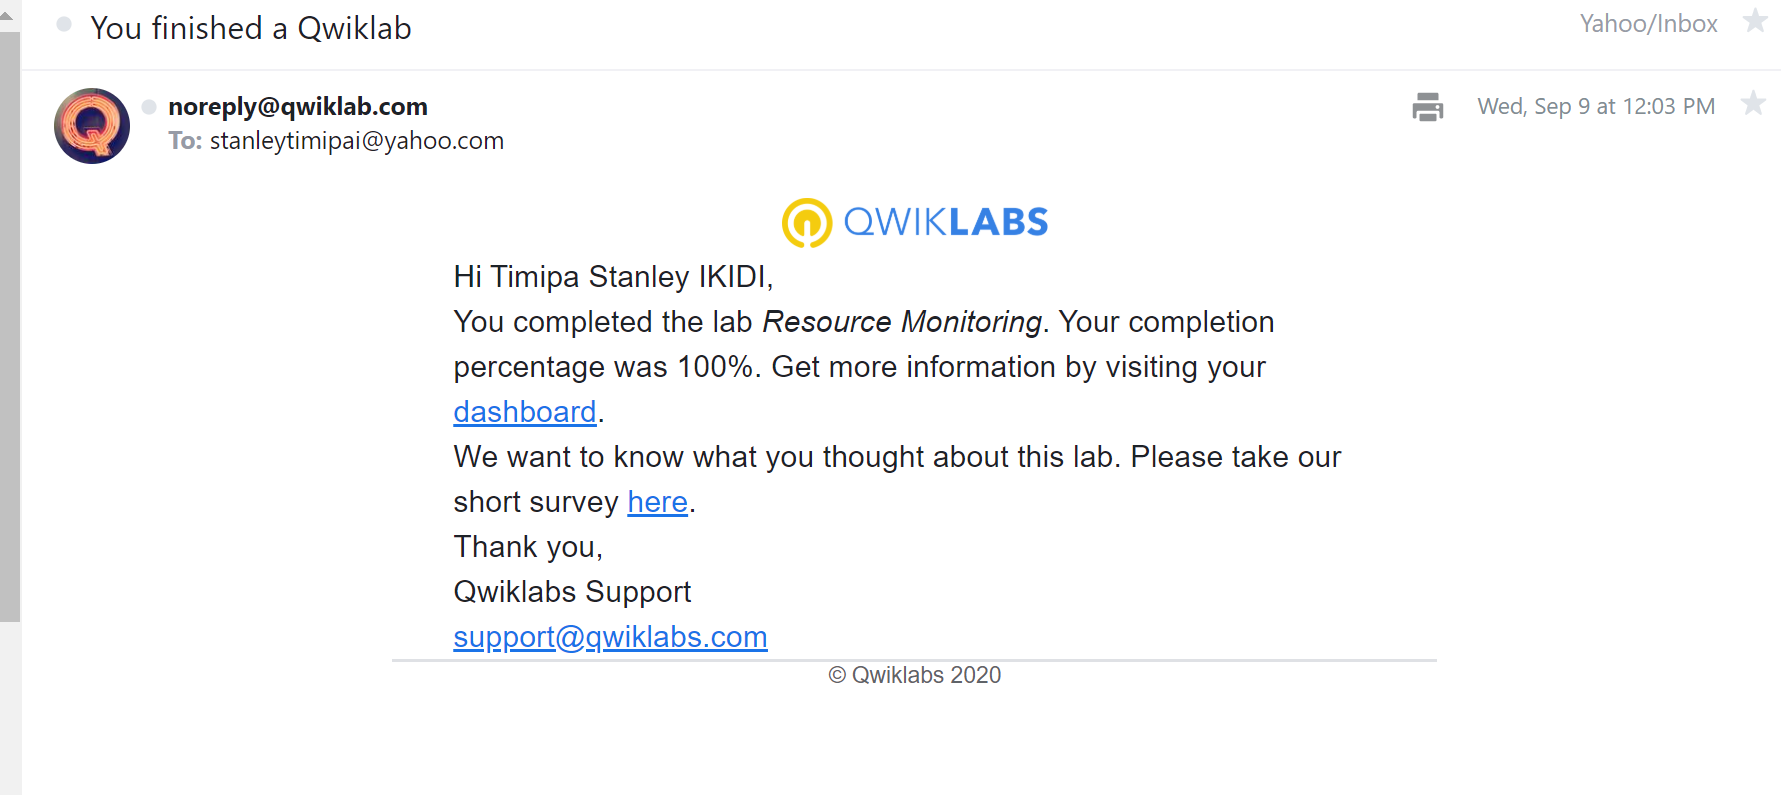 You finished a Qwiklab
Yahoo/Inbox
noreply@qwiklab.com
Wed, Sep 9 at 12:03 PM
To: stanleytimipai@yahoo.com
Q
QWIKLABS
Hi Timipa Stanley IKIDI,
You completed the lab Resource Monitoring. Your completion
percentage was 100%. Get more information by visiting your
dashboard.
We want to know what you thought about this lab. Please take our
short survey here.
Thank you,
Qwiklabs Support
support@qwiklabs.com
© Qwiklabs 2020